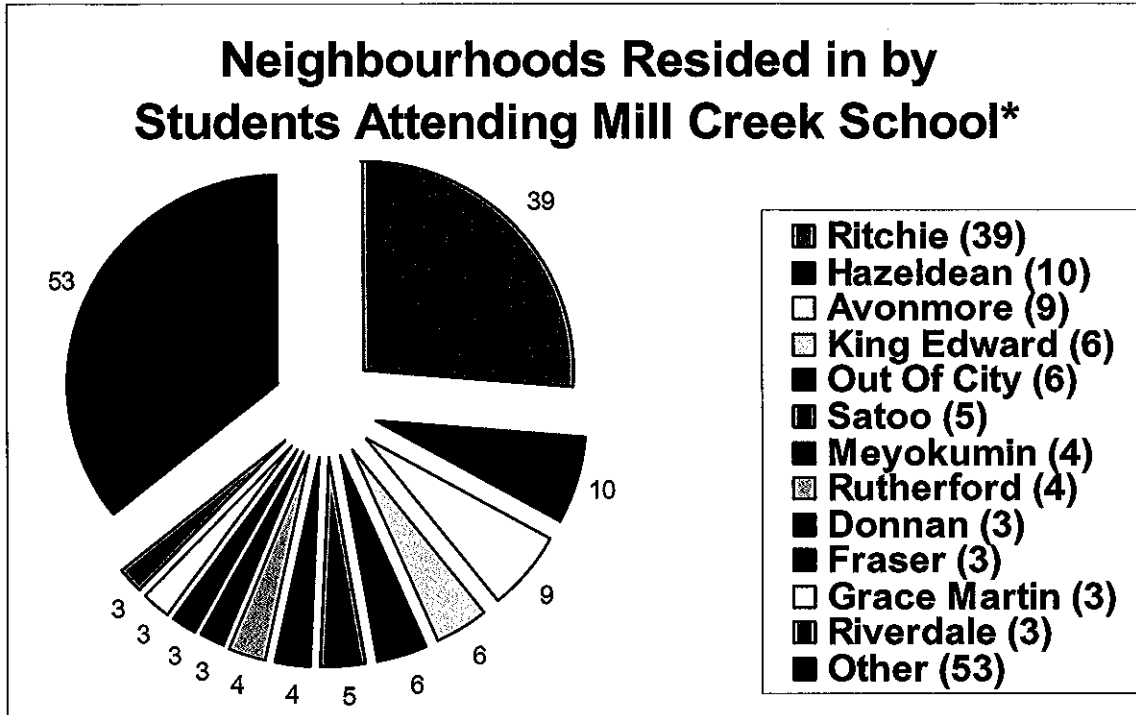 Neighbourhoods Resided in by
Students Attending Mill Creek School*
39
53
10
9
6
6
5
4
4
3
3
3
3
Ritchie (39)
Hazeldean (10)
Avonmore (9)
King Edward (6)
Out Of City (6)
Satoo (5)
Meyokumin (4)
Rutherford (4)
Donnan (3)
Fraser (3)
Grace Martin (3)
Riverdale (3)
Other (53)